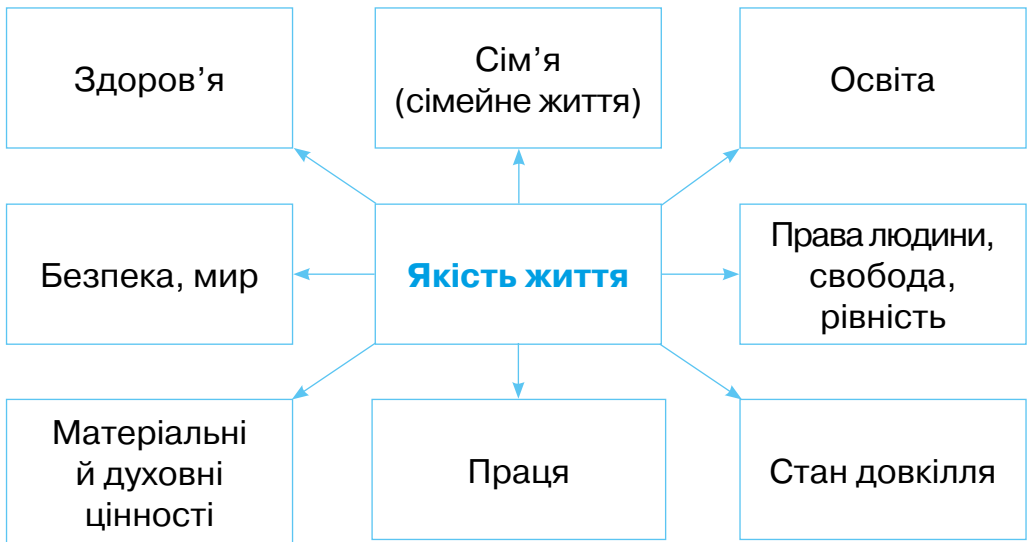 Здоров’я
Сім’я
(сімейне життя)
Освіта
Безпека, мир
Якість життя
Права людини,
свобода,
рівність
Матеріальні
й духовні
цінності
Праця
Стан довкілля